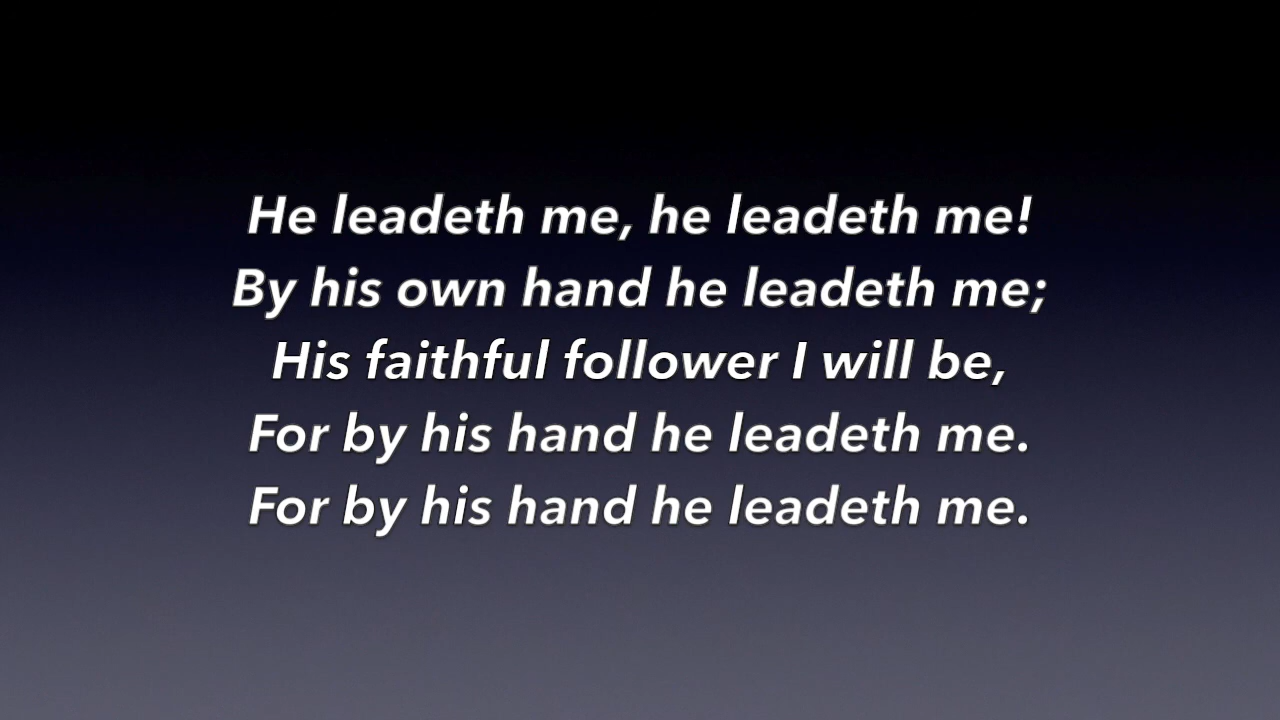 He leadeth me, he leadeth me!
By his own hand he leadeth me;
His faithful follower I will be,
For by his hand he leadeth me.
For by his hand he leadeth me.